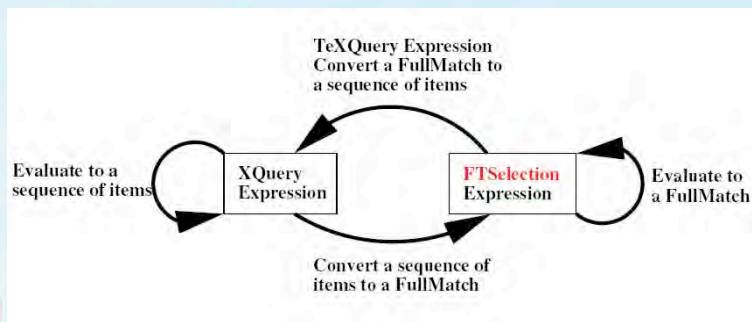 TeXQuery Expression
Convert a FullMatch to
a sequence of items
Evaluate to a
sequence of items
XQuery
Expression
FTSelection
Expression
Evaluate to
a FullMatch
Convert a sequence of
items to a FullMatch